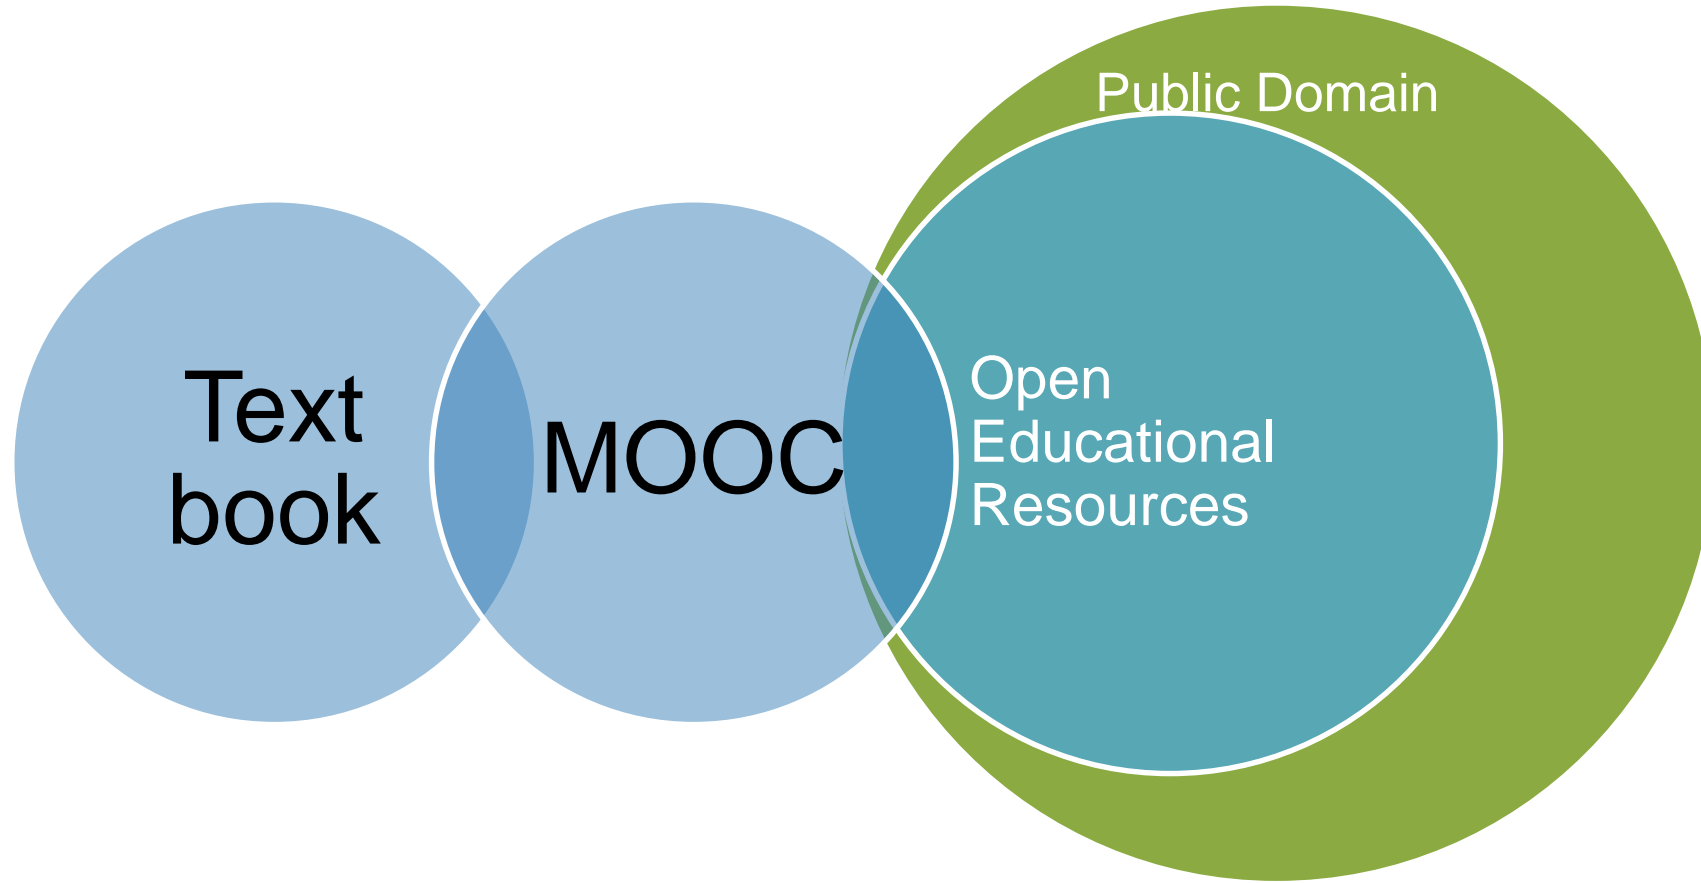 Public Domain
Text
book
MOOC
Open
Educational
Resources